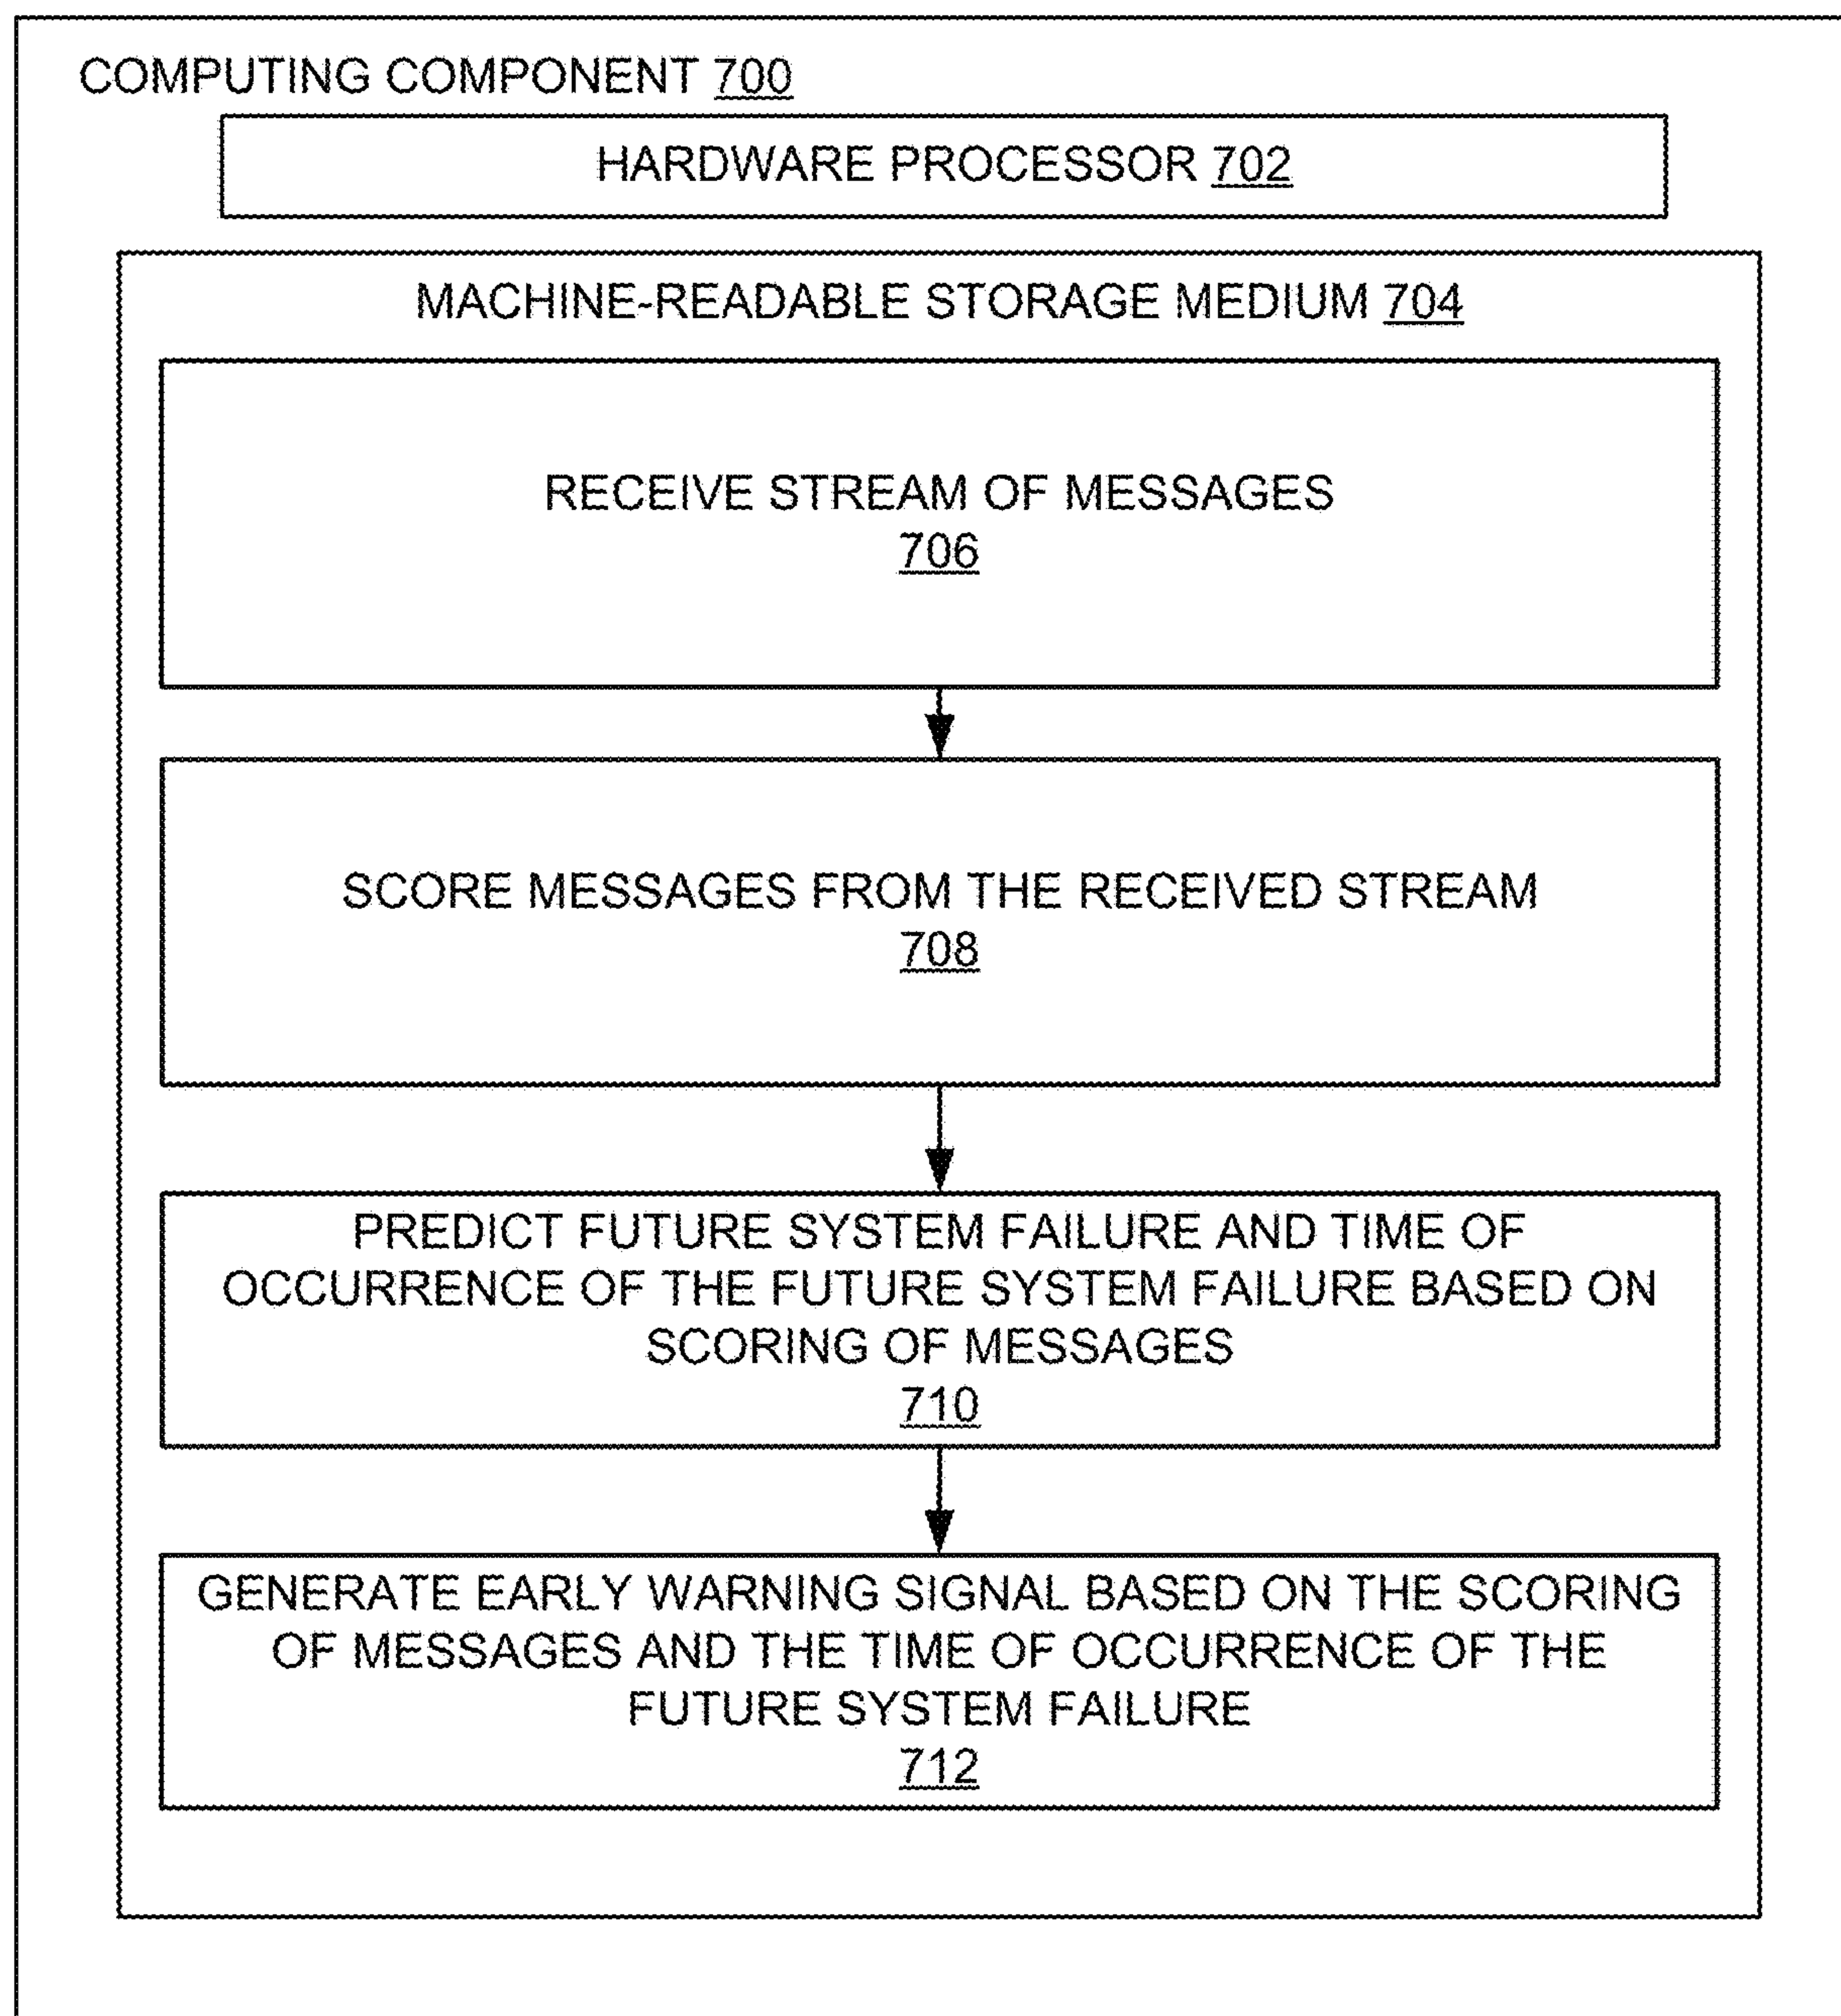 COMPUTING COMPONENT 700
HARDWARE PROCESSOR 702
MACHINE-READABLE STORAGE MEDIUM 704
RECEIVE STREAM OF MESSAGES
706
SCORE MESSAGES FROM THE RECEIVED STREAM
708
PREDICT FUTURE SYSTEM FAILURE AND TIME OF
OCCURRENCE OF THE FUTURE SYSTEM FAILURE BASED ON
SCORING OF MESSAGES
710
GENERATE EARLY WARNING SIGNAL BASED ON THE SCORING
OF MESSAGES AND THE TIME OF OCCURRENCE OF THE
FUTURE SYSTEM FAILURE
712